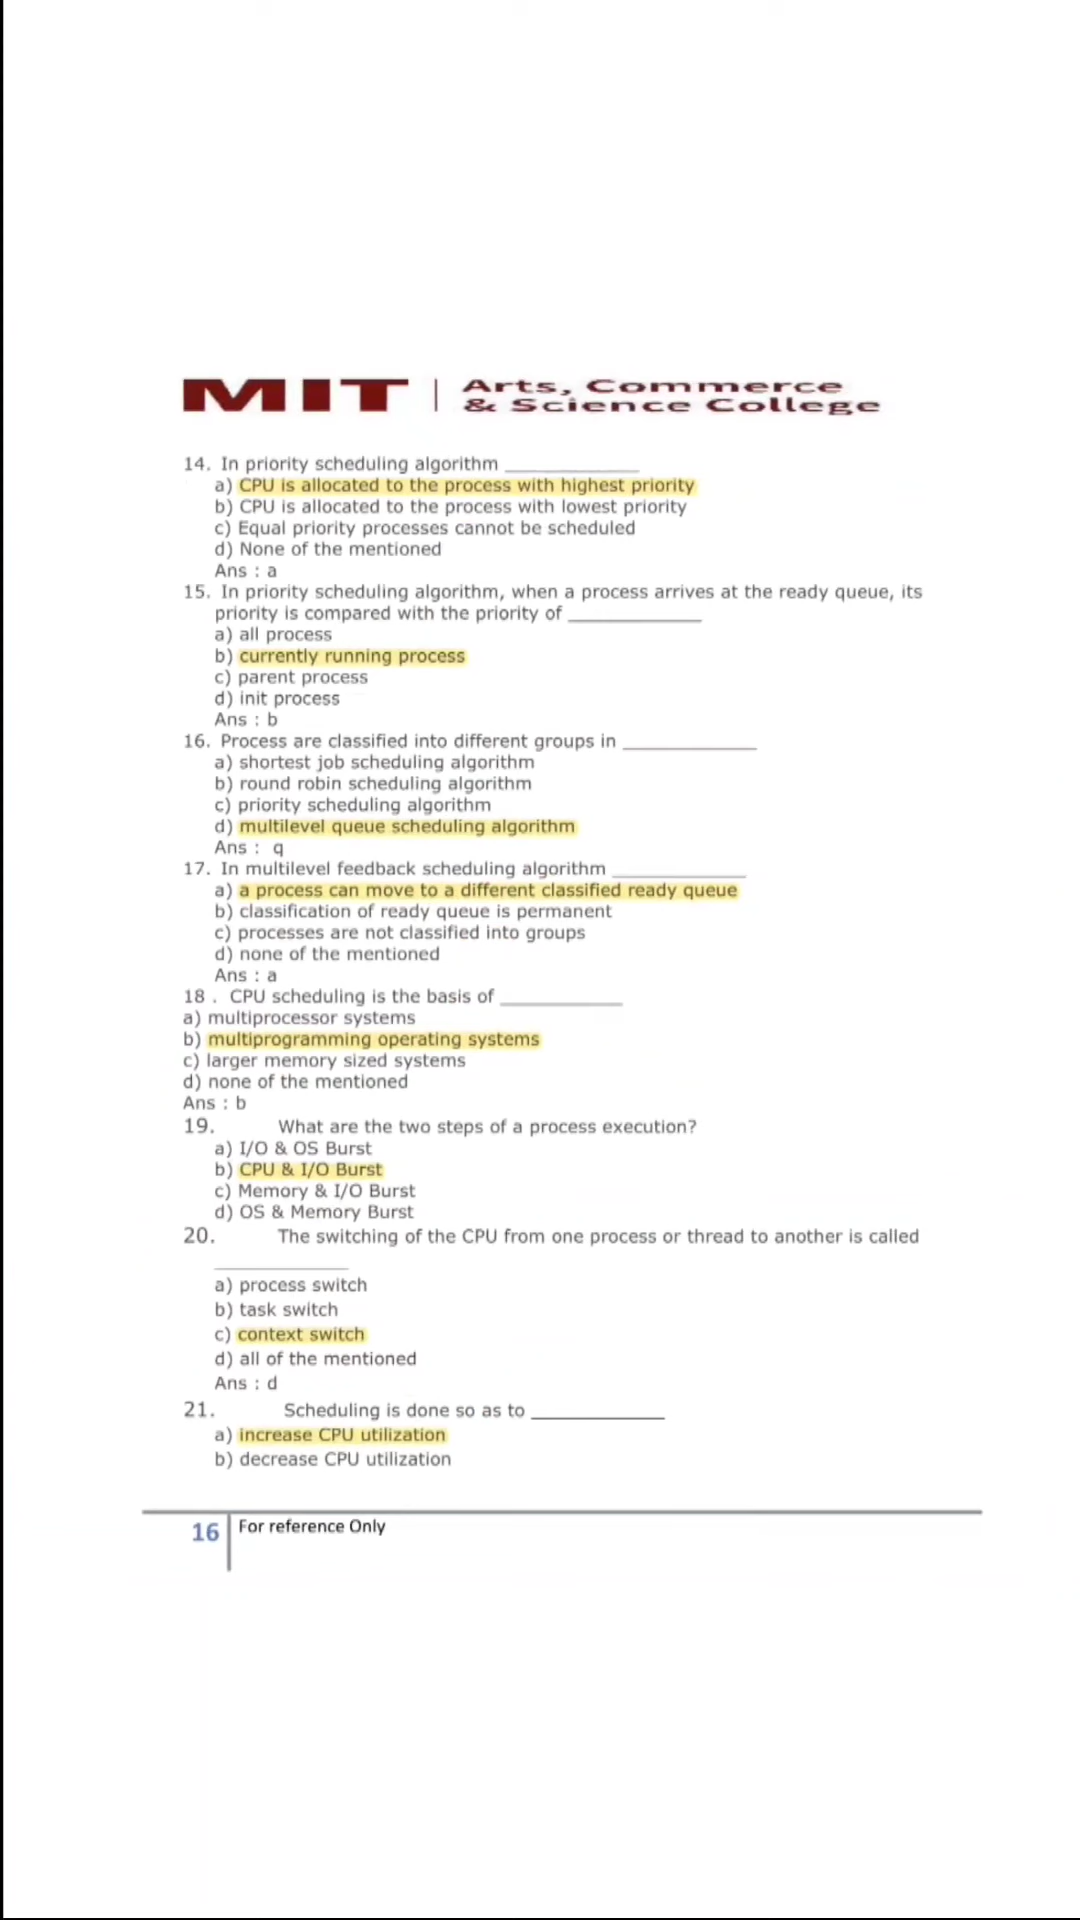 MIT | Arts, Commerce
& Science College
14. In priority scheduling algorithm ____________
a) CPU is allocated to the process with highest priority
b) CPU is allocated to the process with lowest priority
c) Equal priority processes cannot be scheduled
d) None of the mentioned
Ans : a
15. In priority scheduling algorithm, when a process arrives at the ready queue, its
priority is compared with the priority of ____________
a) all process
b) currently running process
c) parent process
d) init process
Ans : b
16. Process are classified into different groups in ____________
a) shortest job scheduling algorithm
b) round robin scheduling algorithm
c) priority scheduling algorithm
d) multilevel queue scheduling algorithm
Ans : q
17. In multilevel feedback scheduling algorithm ____________
a) a process can move to a different classified ready queue
b) classification of ready queue is permanent
c) processes are not classified into groups
d) none of the mentioned
Ans : a
18 . CPU scheduling is the basis of ___________
a) multiprocessor systems
b) multiprogramming operating systems
c) larger memory sized systems
d) none of the mentioned
Ans : b
19. What are the two steps of a process execution?
a) I/O & OS Burst
b) CPU & I/O Burst
c) Memory & I/O Burst
d) OS & Memory Burst
20. The switching of the CPU from one process or thread to another is called
____________
a) process switch
b) task switch
c) context switch
d) all of the mentioned
Ans : d
21. Scheduling is done so as to ____________
a) increase CPU utilization
b) decrease CPU utilization
16 For reference Only